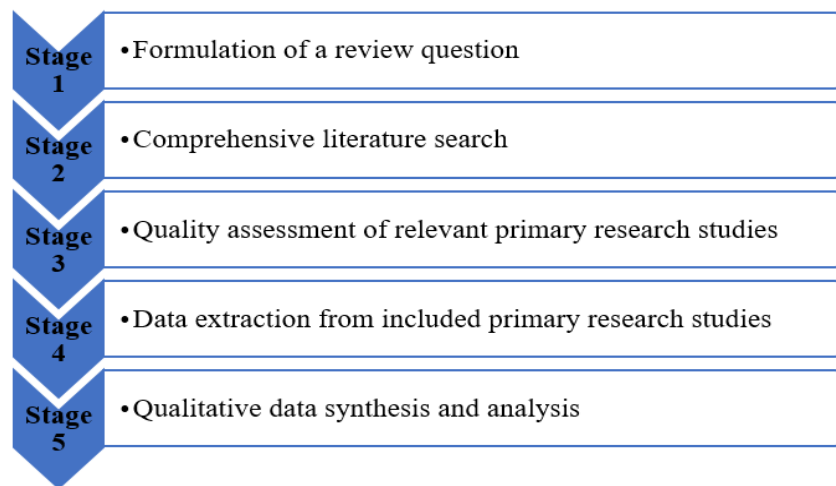 Stage
1
•Formulation of a review question
Stage
2
•Comprehensive literature search
Stage
3
•Quality assessment of relevant primary research studies
Stage
4
•Data extraction from included primary research studies
Stage
5
•Qualitative data synthesis and analysis